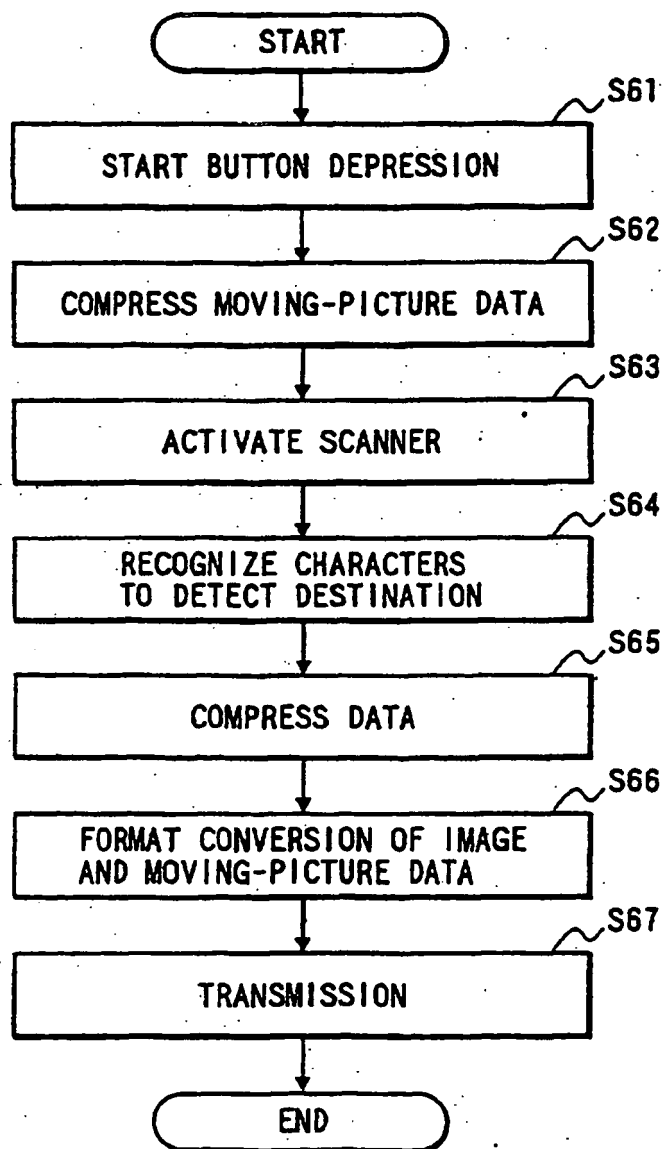 START
S61
START BUTTON DEPRESSION
S62
COMPRESS MOVING-PICTURE DATA
S63
ACTIVATE SCANNER
S64
RECOGNIZE CHARACTERS
TO DETECT DESTINATION
S65
COMPRESS DATA
S66
FORMAT CONVERSION OF IMAGE
AND MOVING-PICTURE DATA
S67
TRANSMISSION
END